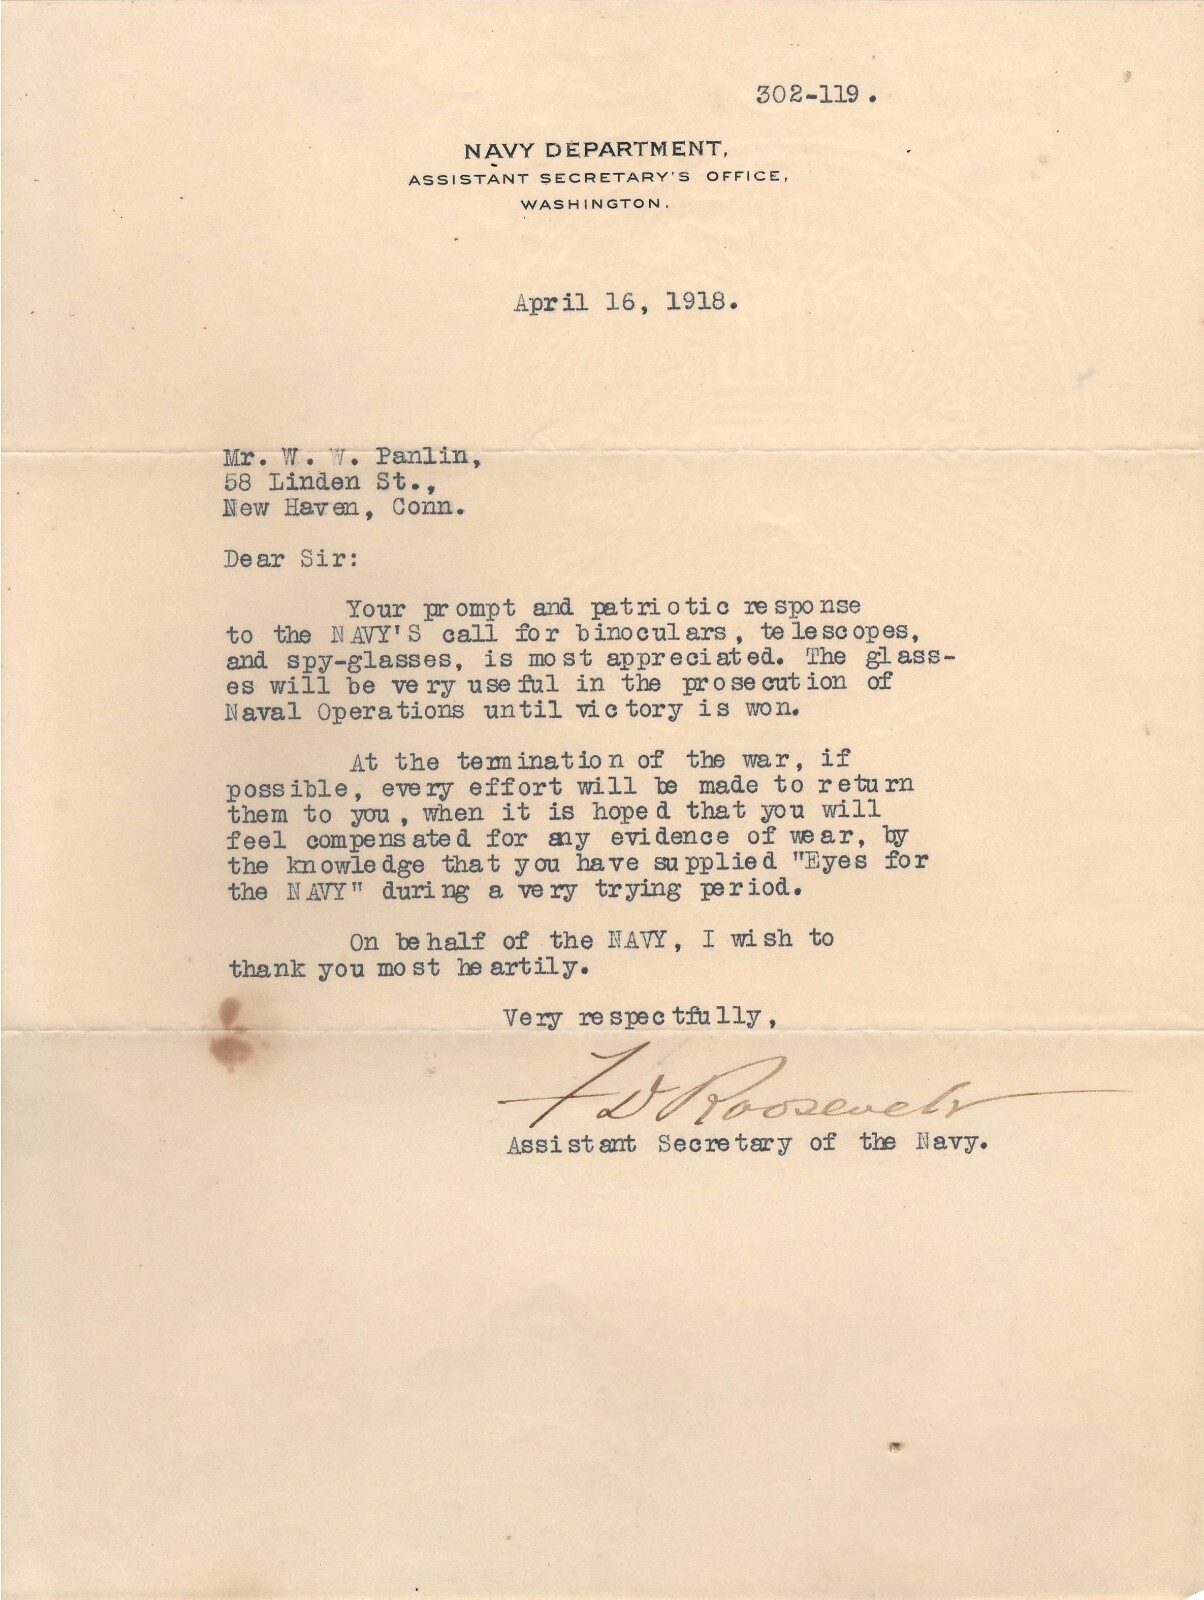 302-119.
NAVY DEPARTMENT,
ASSISTANT SECRETARY'S OFFICE,
WASHINGTON.
April 16, 1918.
Mr. W. W. Panlin,
58 Linden St.,
New Haven, Conn.
Dear Sir:
Your prompt and patriotic response
to the NAVY'S call for binoculars, telescopes,
and spy-glasses, is most appreciated. The glass-
es will be very useful in the prosecution of
Naval Operations until victory is won.
At the termination of the war, if
possible, every effort will be made to return
them to you, when it is hoped that you will
feel compensated for any evidence of wear, by
the knowledge that you have supplied "Eyes for
the NAVY" during a very trying period.
On behalf of the NAVY, I wish to
thank you most heartily.
Very respectfully,
F D Roosevelt
Assistant Secretary of the Navy.